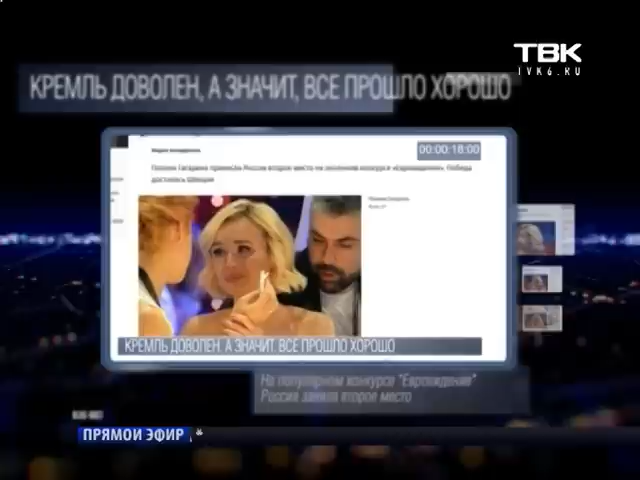 ТВК
TVK6.RU
КРЕМЛЬ ДОВОЛЕН, А ЗНАЧИТ, ВСЕ ПРОШЛО ХОРОШО
00:00:18:00
Полина Гагарина принесла России второе место на песенном конкурсе «Евровидение». Победа
досталась Швеции
КРЕМЛЬ ДОВОЛЕН, А ЗНАЧИТ, ВСЕ ПРОШЛО ХОРОШО
На популярном конкурсе "Евровидение"
Россия заняла второе место
ПРЯМОЙ ЭФИР *